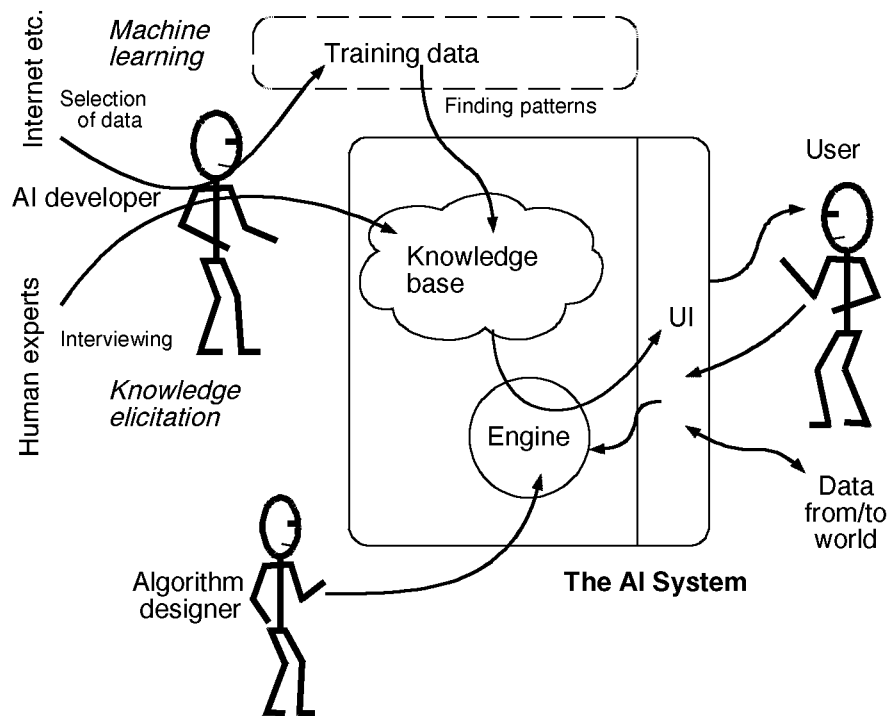 Internet etc.
Machine
learning
Training data
Selection
of data
Finding patterns
User
AI developer
Knowledge
base
UI
Human experts
Interviewing
Knowledge
elicitation
Engine
Data
from/to
world
Algorithm
designer
The AI System